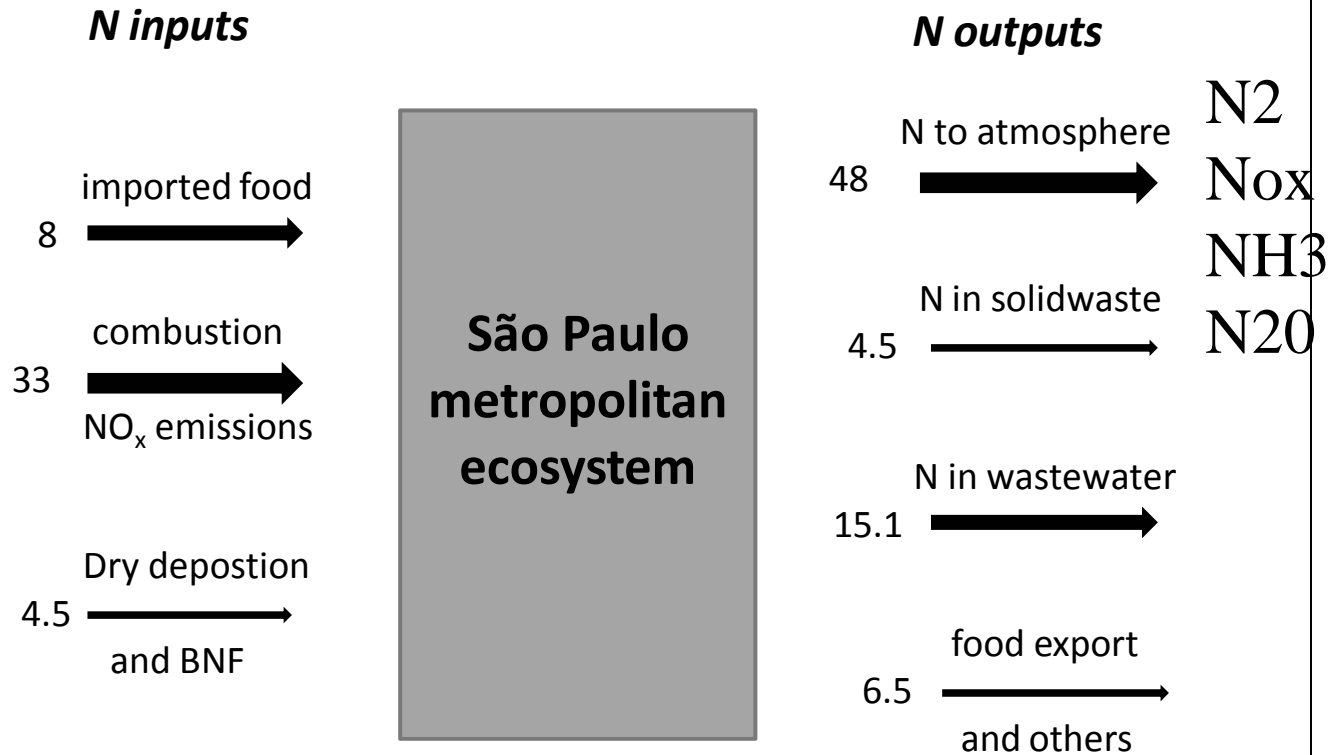 N inputs
imported food
8
combustion
33
NOx emissions
Dry depostion
4.5
and BNF
São Paulo
metropolitan
ecosystem
N outputs
N to atmosphere
48
N in solidwaste
4.5
N in wastewater
15.1
food export
6.5
and others
N2
Nox
NH3
N20